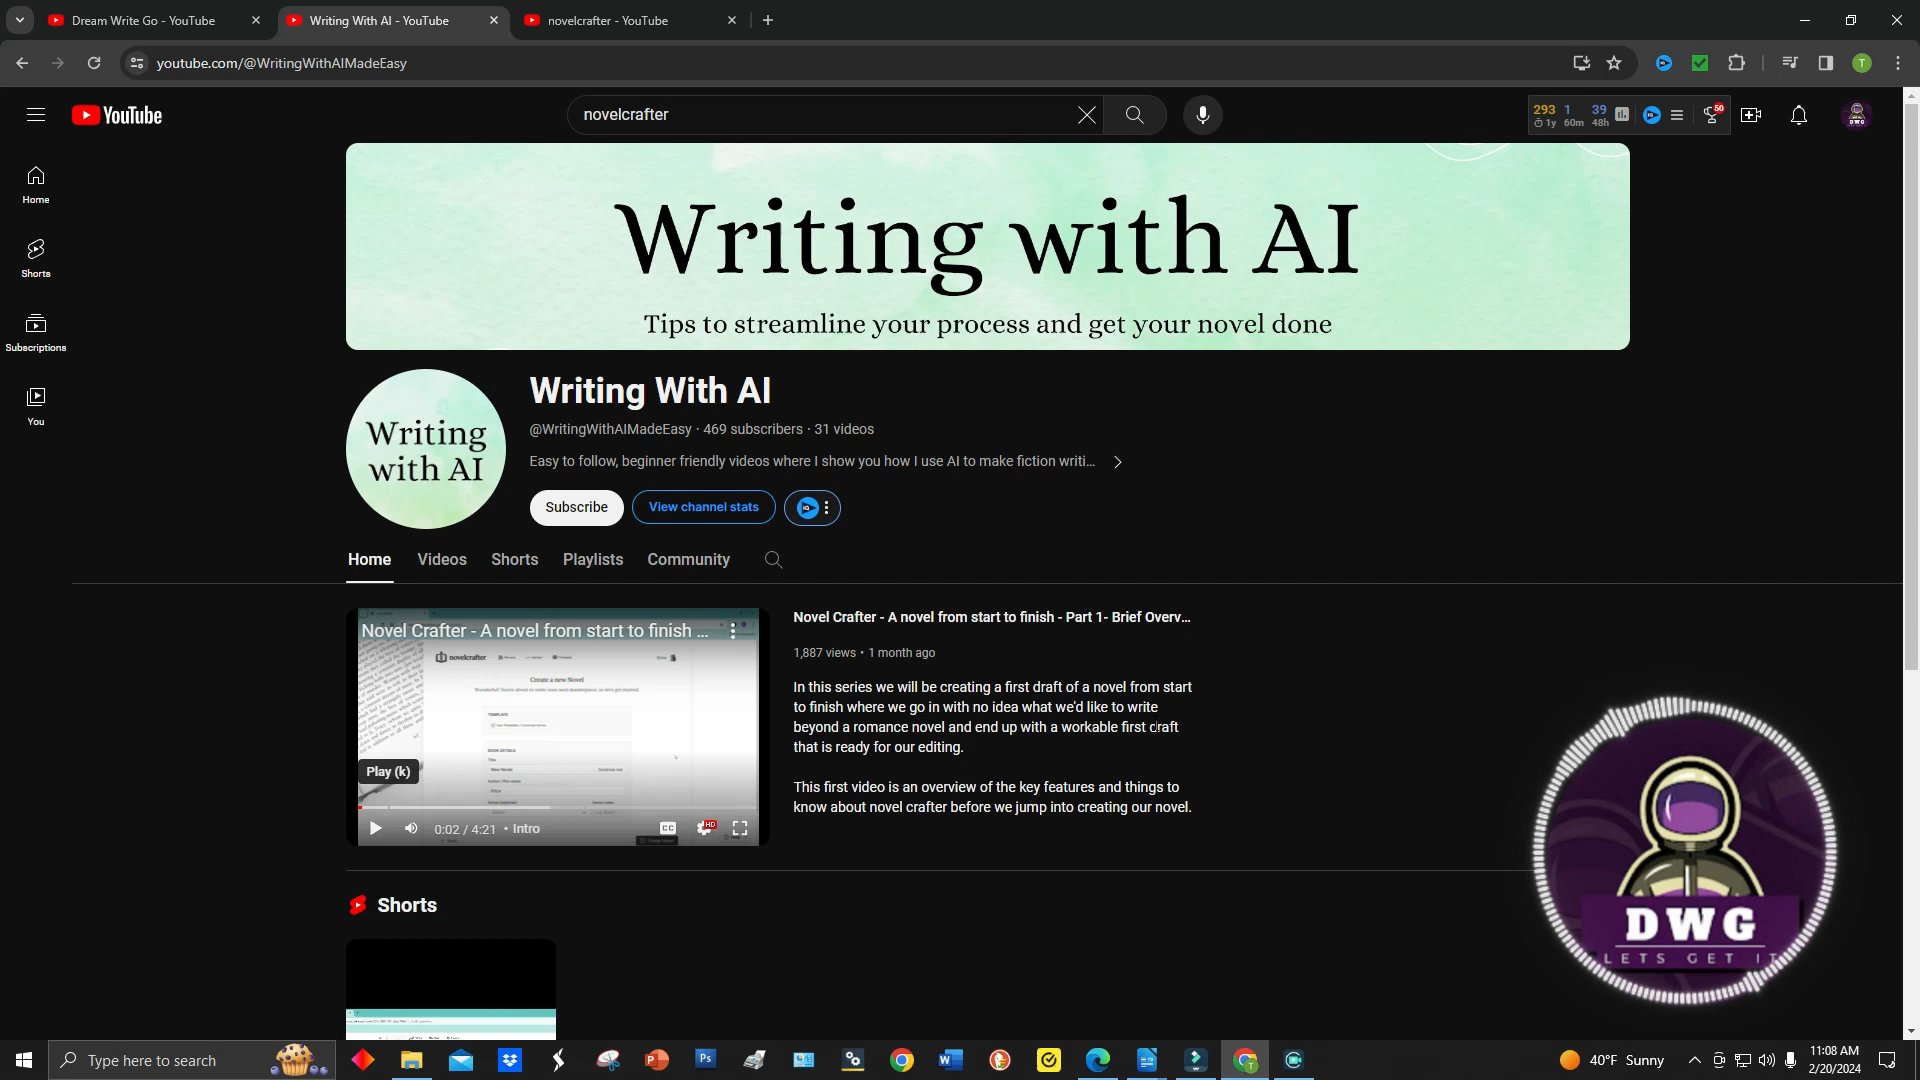 Dream Write Go - YouTube
Writing With AI - YouTube
novelcrafter - YouTube
youtube.com/@WritingWithAIMadeEasy
T
YouTube
novelcrafter
293 1 39
1y 60m 48h
50
Home
Shorts
Subscriptions
You
Writing with AI
Tips to streamline your process and get your novel done
Writing
with AI
Writing With AI
@WritingWithAIMadeEasy · 469 subscribers · 31 videos
Easy to follow, beginner friendly videos where I show you how I use AI to make fiction writi...
Subscribe
View channel stats
IQ
Home Videos Shorts Playlists Community
Novel Crafter - A novel from start to finish ...
novelcrafter
Create a new Novel
Play (k)
0:02 / 4:21 • Intro
CC
HD
Novel Crafter - A novel from start to finish - Part 1- Brief Overv...
1,887 views • 1 month ago
In this series we will be creating a first draft of a novel from start
to finish where we go in with no idea what we'd like to write
beyond a romance novel and end up with a workable first draft
that is ready for our editing.
This first video is an overview of the key features and things to
know about novel crafter before we jump into creating our novel.
Shorts
DWG
LETS GET IT
Type here to search
Ps
40°F Sunny
11:08 AM
2/20/2024